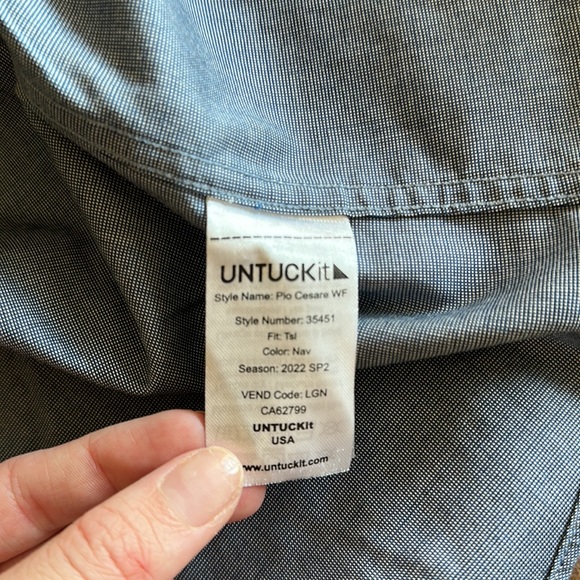 UNTUCKit
Style Name: Pio Cesare WF
Style Number: 35451
Fit: Tsl
Color: Nav
Season: 2022 SP2
VEND Code: LGN
CA62799
UNTUCKit
USA
www.untuckit.com